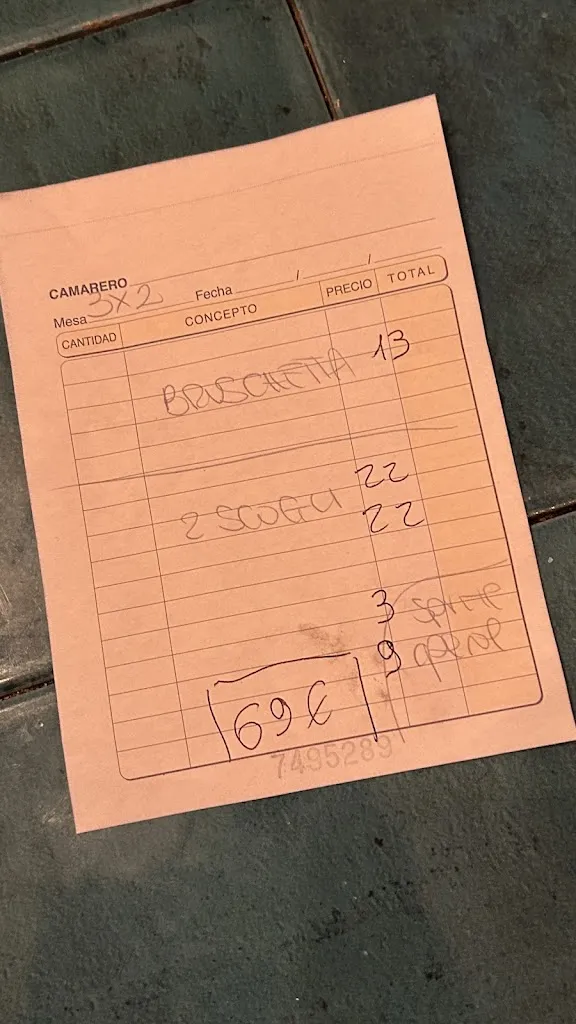 CAMARERO
Mesa 3x2 Fecha / /
CANTIDAD CONCEPTO PRECIO TOTAL
BRUSCHETTA 13
2 SCOGLI 22
22
3 sprite
9 aperol
69 €
7495289